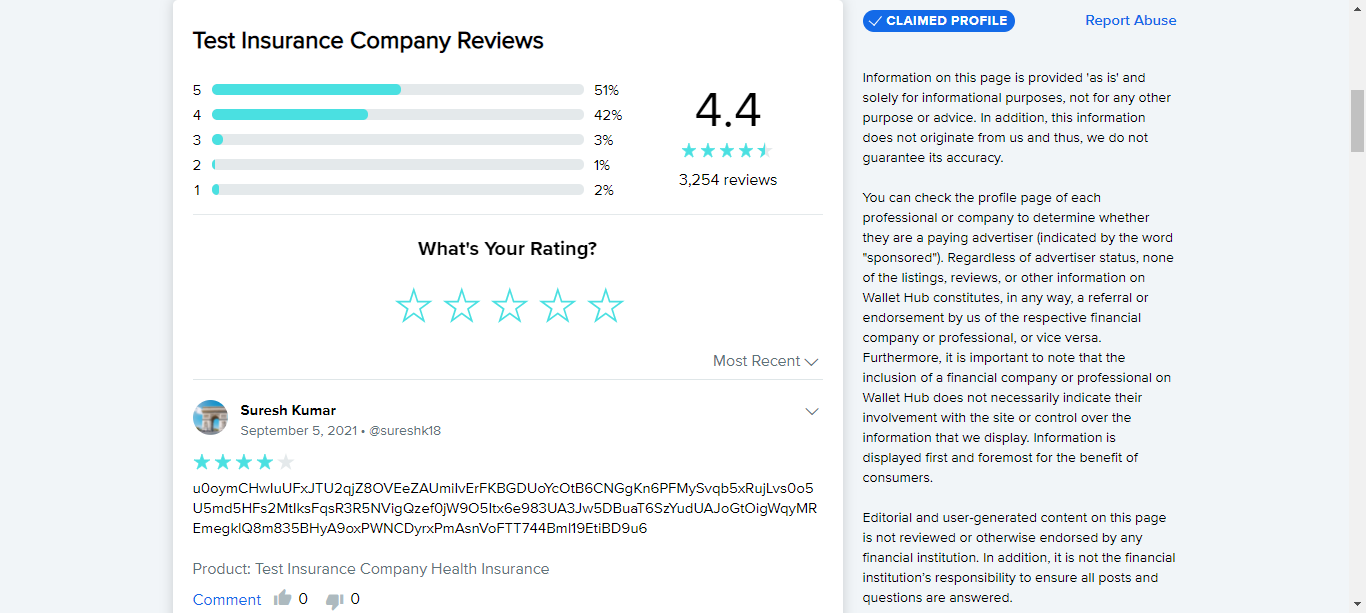 Test Insurance Company Reviews
5 51%
4 42%
3 3%
2 1%
1 2%
4.4
3,254 reviews
What's Your Rating?
Most Recent
Suresh Kumar
September 5, 2021 • @sureshk18
u0oymCHwIuUFxJTU2qjZ8OVEeZAUmiIvErFKBGDUoYcOtB6CNGgKn6PFMySvqb5xRujLvs0o5
U5md5HFs2MtIksFqsR3R5NVigQzef0jW9O5Itx6e983UA3Jw5DBuaT6SzYudUAJoGtOigWqyMR
EmegkIQ8m835BHyA9oxPWNCDyrxPmAsnVoFTT744BmI19EtiBD9u6
Product: Test Insurance Company Health Insurance
Comment 0 0
CLAIMED PROFILE
Report Abuse
Information on this page is provided 'as is' and
solely for informational purposes, not for any other
purpose or advice. In addition, this information
does not originate from us and thus, we do not
guarantee its accuracy.
You can check the profile page of each
professional or company to determine whether
they are a paying advertiser (indicated by the word
"sponsored"). Regardless of advertiser status, none
of the listings, reviews, or other information on
Wallet Hub constitutes, in any way, a referral or
endorsement by us of the respective financial
company or professional, or vice versa.
Furthermore, it is important to note that the
inclusion of a financial company or professional on
Wallet Hub does not necessarily indicate their
involvement with the site or control over the
information that we display. Information is
displayed first and foremost for the benefit of
consumers.
Editorial and user-generated content on this page
is not reviewed or otherwise endorsed by any
financial institution. In addition, it is not the financial
institution's responsibility to ensure all posts and
questions are answered.